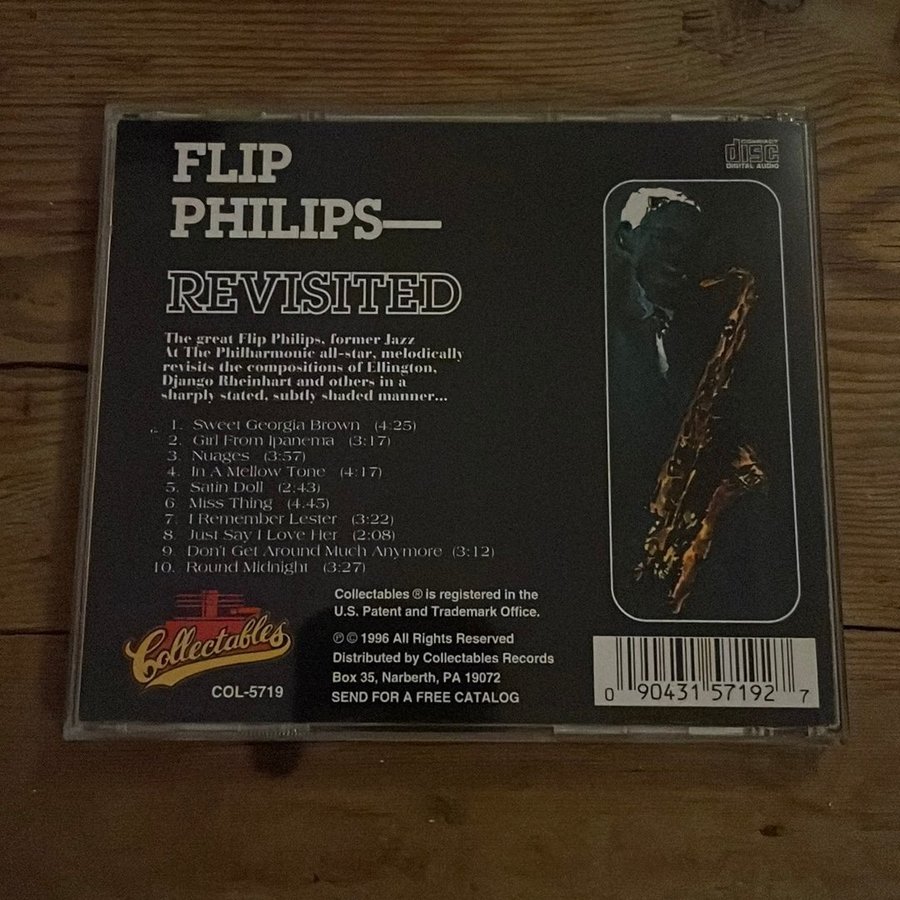 FLIP
PHILIPS—
REVISITED
COMPACT
disc
DIGITAL AUDIO
The great Flip Philips, former Jazz
At The Philharmonic all-star, melodically
revisits the compositions of Ellington,
Django Rheinhart and others in a
sharply stated, subtly shaded manner...
1. Sweet Georgia Brown (4:25)
2. Girl From Ipanema (3:17)
3. Nuages (3:57)
4. In A Mellow Tone (4:17)
5. Satin Doll (2:43)
6. Miss Thing (4.45)
7. I Remember Lester (3:22)
8. Just Say I Love Her (2:08)
9. Don't Get Around Much Anymore (3:12)
10. Round Midnight (3:27)
Collectables
COL-5719
Collectables ® is registered in the
U.S. Patent and Trademark Office.
℗ © 1996 All Rights Reserved
Distributed by Collectables Records
Box 35, Narberth, PA 19072
SEND FOR A FREE CATALOG
0 90431 57192 7